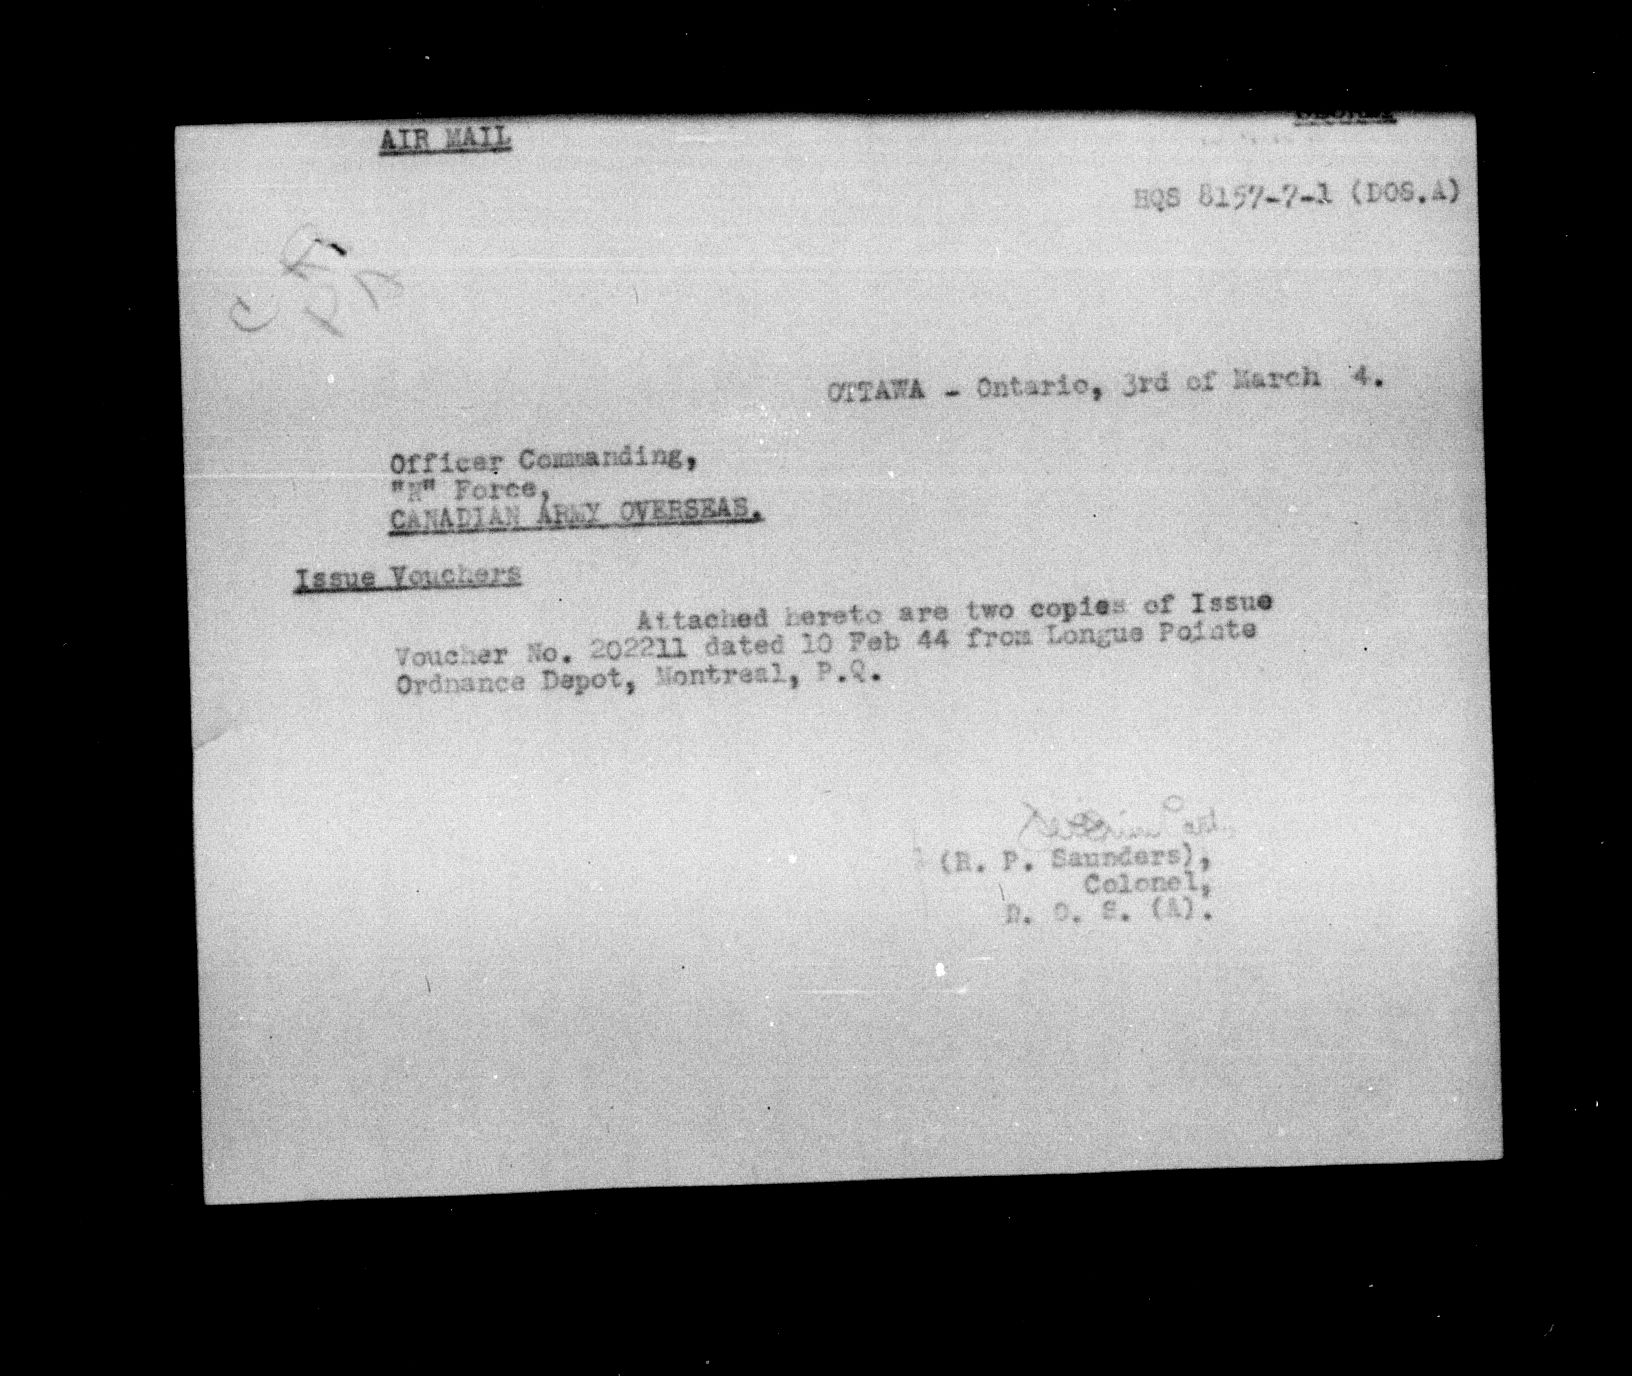 AIR MAIL
HQS 8157-7-1 (DOS.A)
OTTAWA - Ontario, 3rd of March 4.
Officer Commanding,
"N" Force,
CANADIAN ARMY OVERSEAS.
Issue Vouchers
Attached hereto are two copies of Issue
Voucher No. 202211 dated 10 Feb 44 from Longue Pointe
Ordnance Depot, Montreal, P.Q.
(R. P. Saunders),
Colonel,
D. O. S. (A).